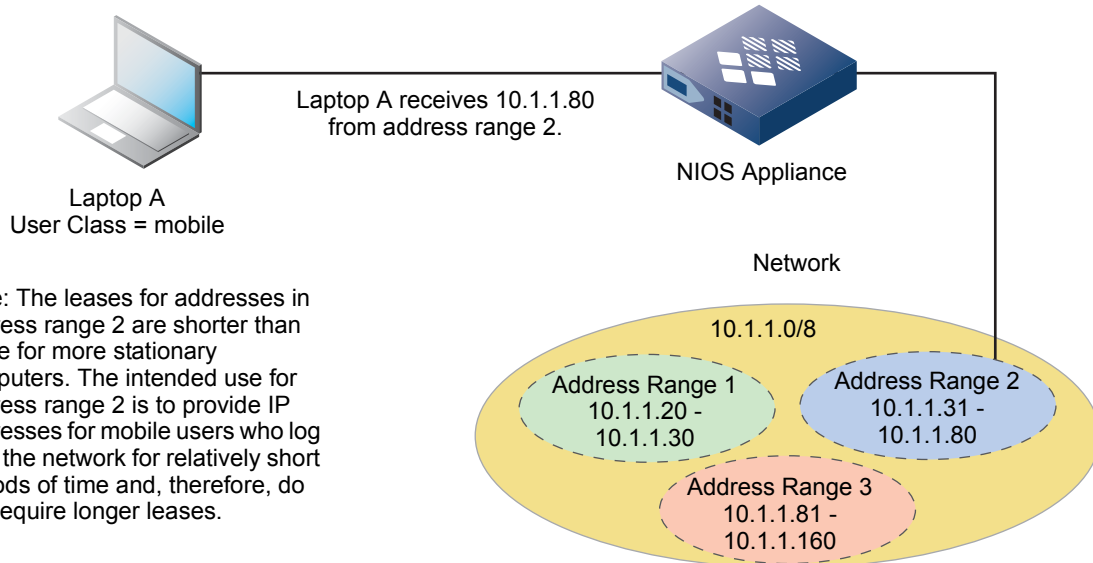 Laptop A receives 10.1.1.80
from address range 2.
NIOS Appliance
Laptop A
User Class = mobile
Network
: The leases for addresses in
range 2 are shorter than
for more stationary
The intended use for
range 2 is to provide IP
for mobile users who log
the network for relatively short
of time and, therefore, do
longer leases.
10.1.1.0/8
Address Range 1
10.1.1.20 -
10.1.1.30
Address Range 2
10.1.1.31 -
10.1.1.80
Address Range 3
10.1.1.81 -
10.1.1.160